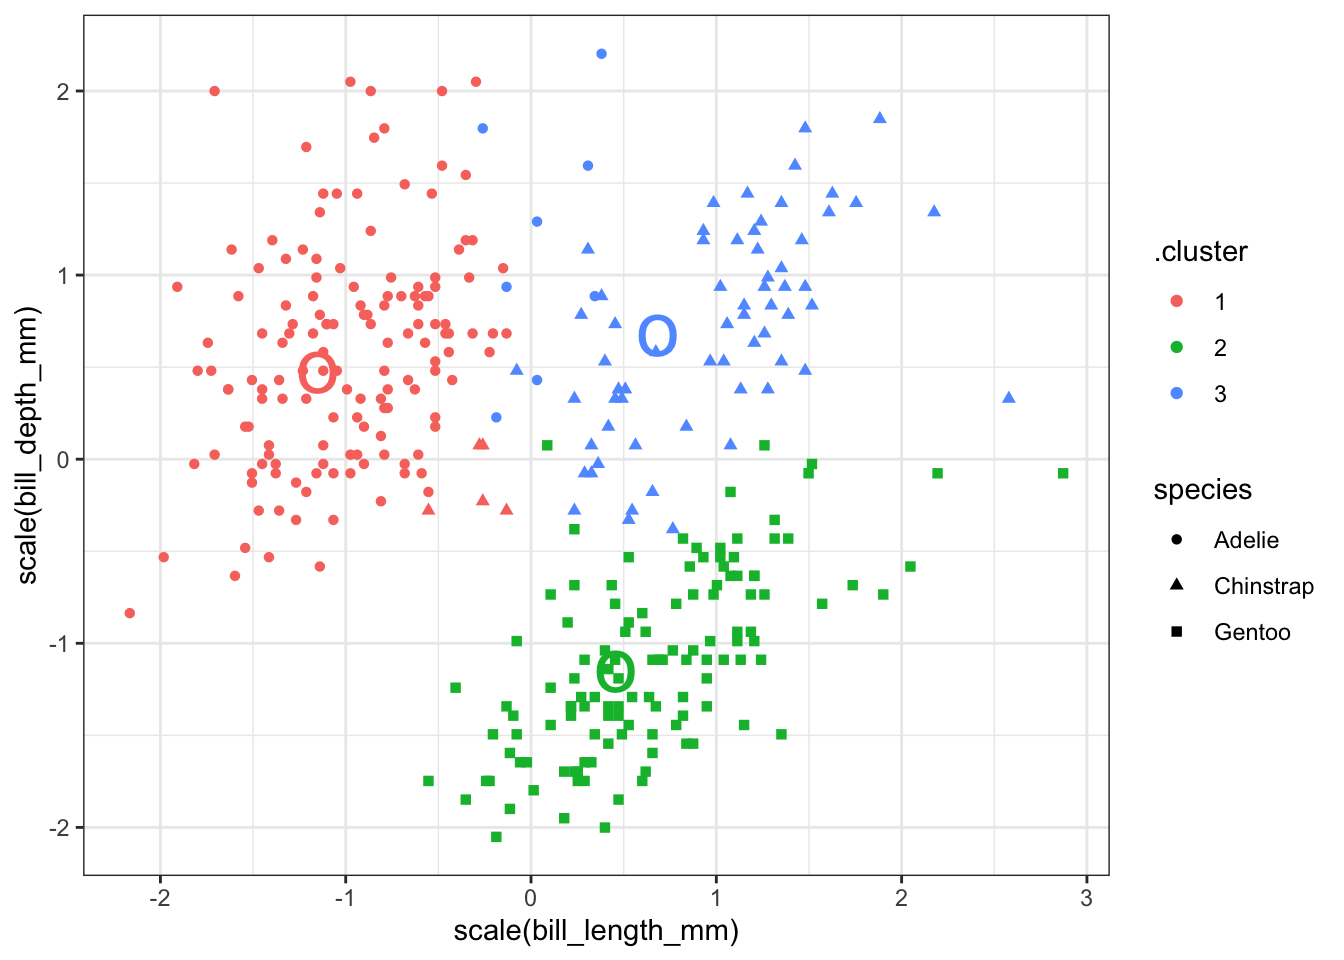 2
1
0
-1
-2
scale(bill_depth_mm)
-2
-1
0
1
2
3
scale(bill_length_mm)
.cluster
1
2
3
species
Adelie
Chinstrap
Gentoo
O
O
O